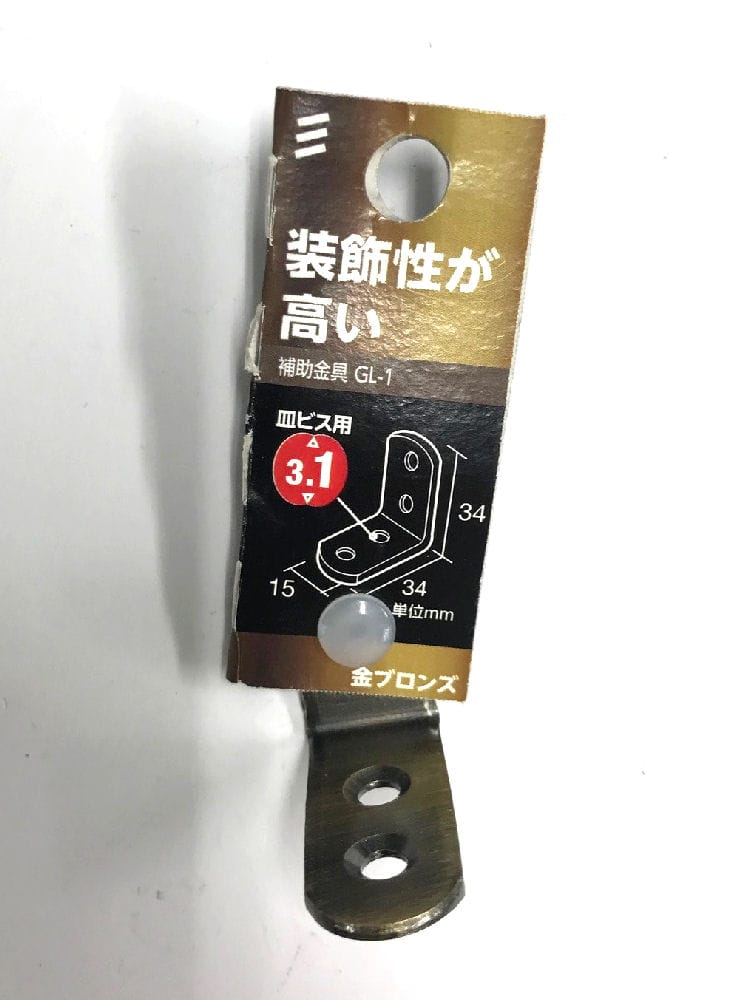 装飾性が
高い
補助金具 GL-1
皿ビス用
3.1
34
15
34
単位mm
金ブロンズ